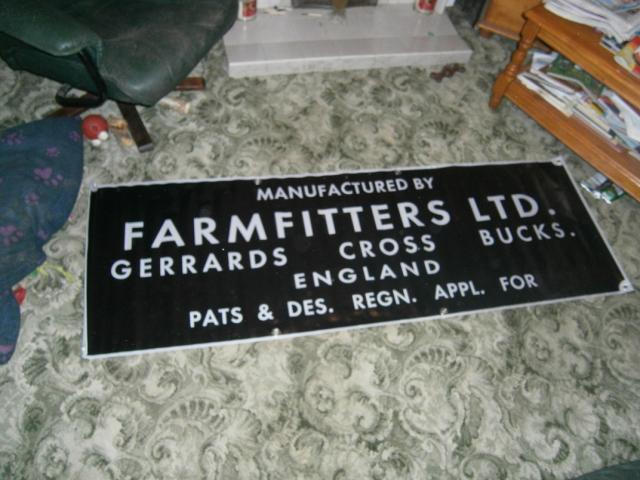 MANUFACTURED BY
FARMFITTERS LTD.
GERRARDS CROSS BUCKS.
ENGLAND
PATS & DES. REGN. APPL. FOR